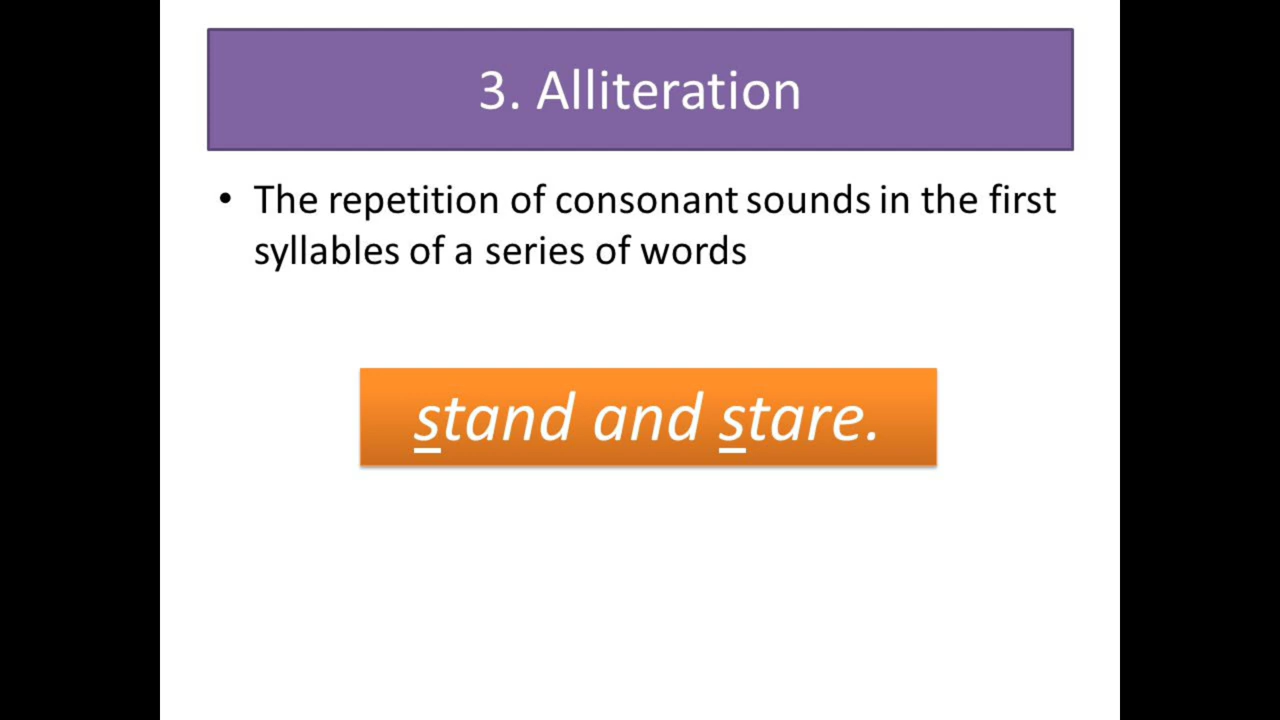 3. Alliteration
• The repetition of consonant sounds in the first
syllables of a series of words
stand and stare.